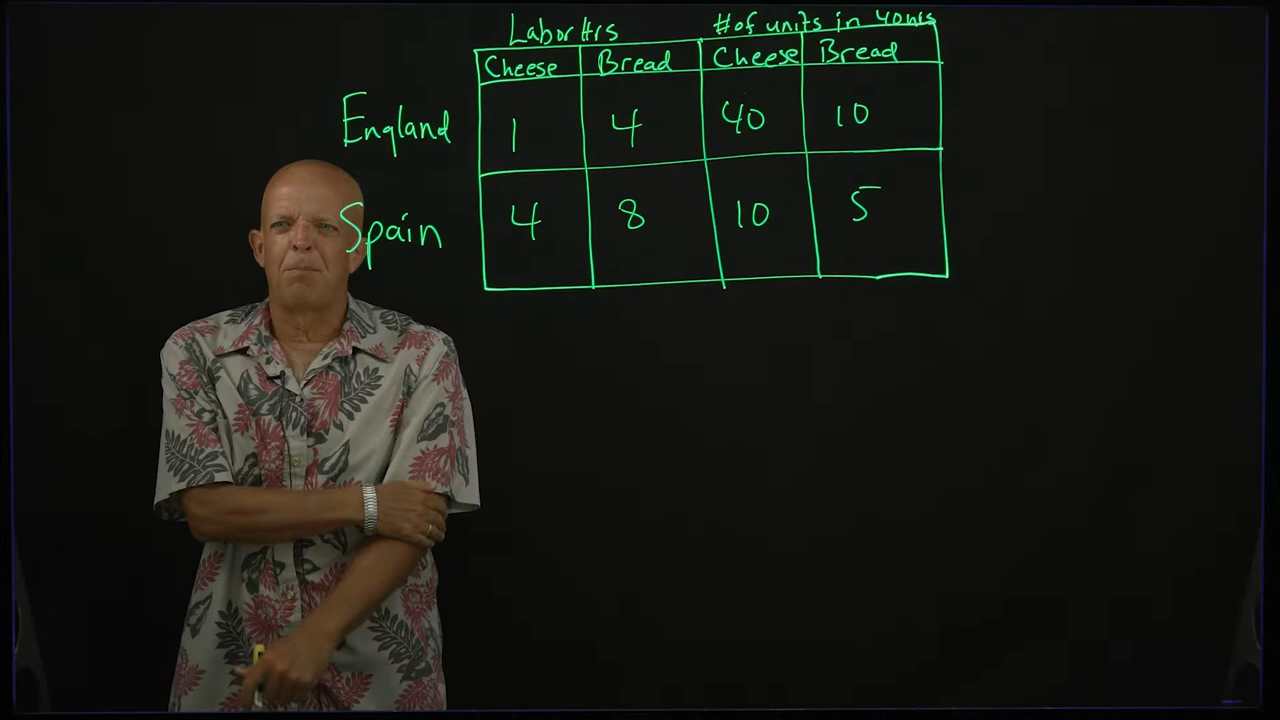 Labor Hrs # of units in 40hrs
Cheese Bread Cheese Bread
England 1 4 40 10
Spain 4 8 10 5